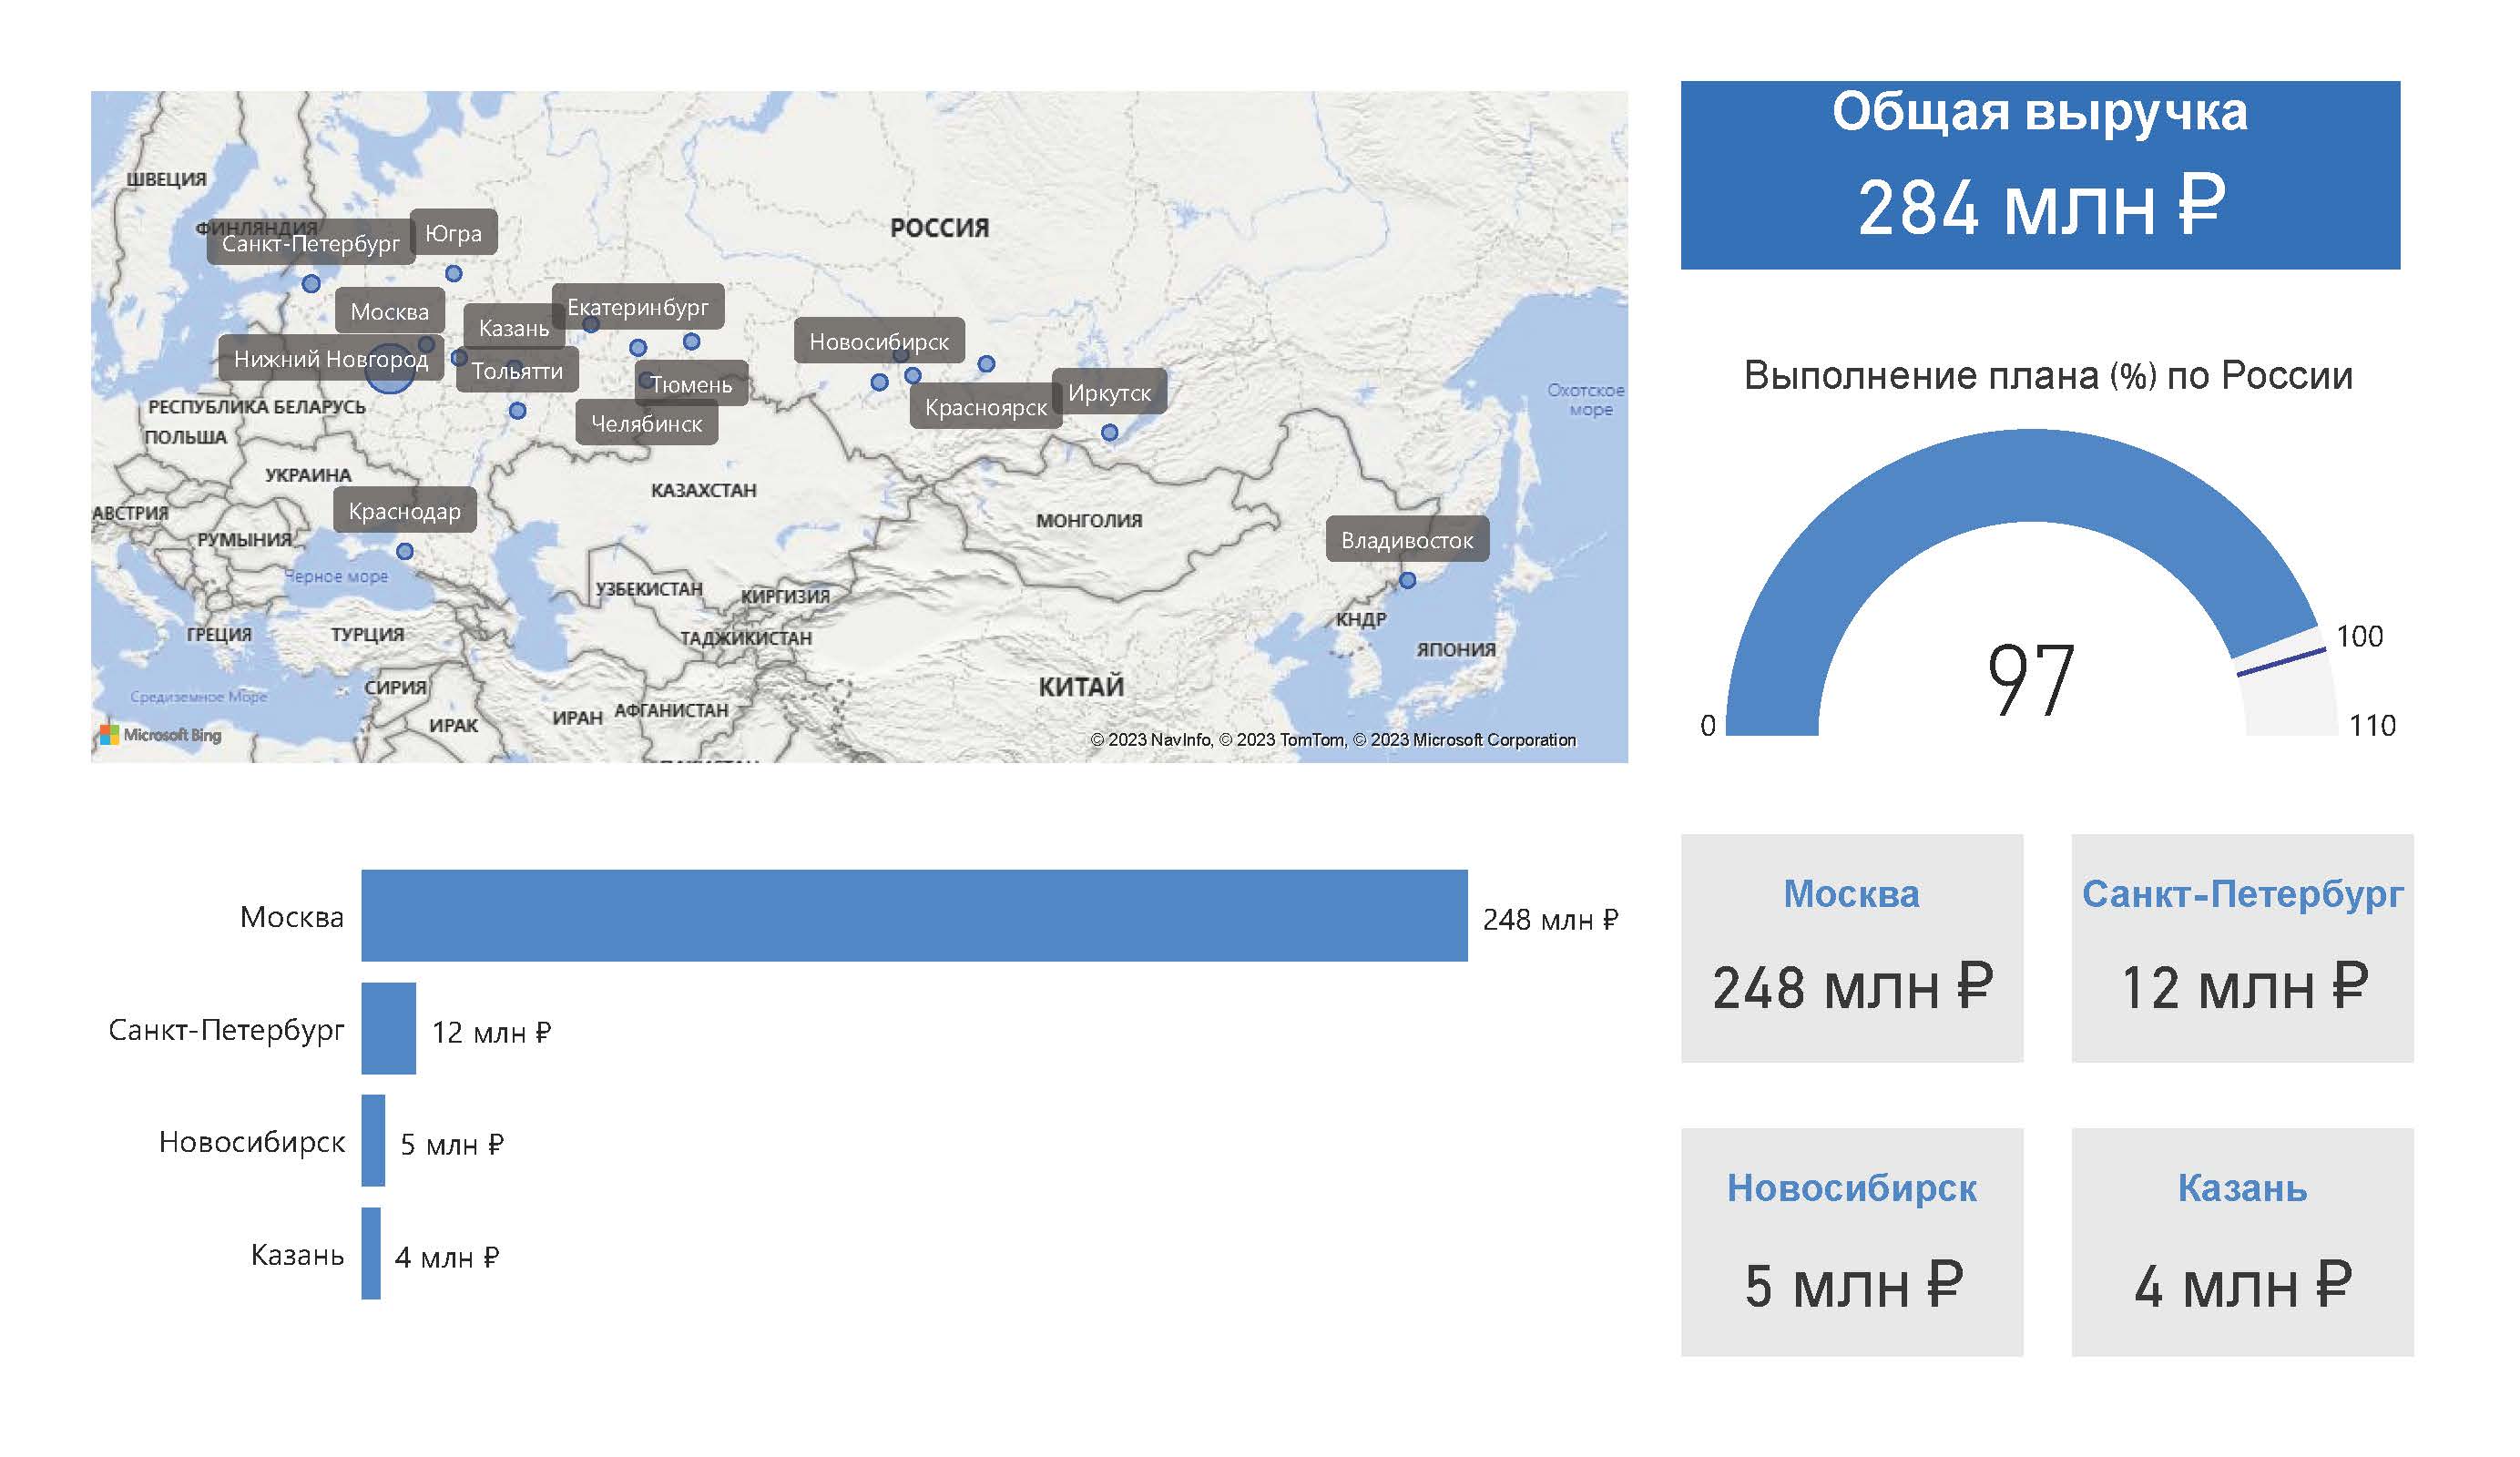 ШВЕЦИЯ
ФИНЛЯНДИЯ
Санкт-Петербург
Югра
РОССИЯ
Москва
Казань
Екатеринбург
Нижний Новгород
Тольятти
Тюмень
Челябинск
Новосибирск
Красноярск
Иркутск
Охотское
море
РЕСПУБЛИКА БЕЛАРУСЬ
ПОЛЬША
УКРАИНА
КАЗАХСТАН
АВСТРИЯ
Краснодар
РУМЫНИЯ
МОНГОЛИЯ
Владивосток
Черное море
УЗБЕКИСТАН
КИРГИЗИЯ
ГРЕЦИЯ
ТУРЦИЯ
ТАДЖИКИСТАН
КНДР
ЯПОНИЯ
Средиземное Море
СИРИЯ
КИТАЙ
ИРАК
ИРАН
АФГАНИСТАН
Microsoft Bing
© 2023 NavInfo, © 2023 TomTom, © 2023 Microsoft Corporation
Общая выручка
284 млн ₽
Выполнение плана (%) по России
100
97
0
110
Москва
248 млн ₽
Санкт-Петербург
12 млн ₽
Новосибирск
5 млн ₽
Казань
4 млн ₽
Москва
248 млн ₽
Санкт-Петербург
12 млн ₽
Новосибирск
5 млн ₽
Казань
4 млн ₽